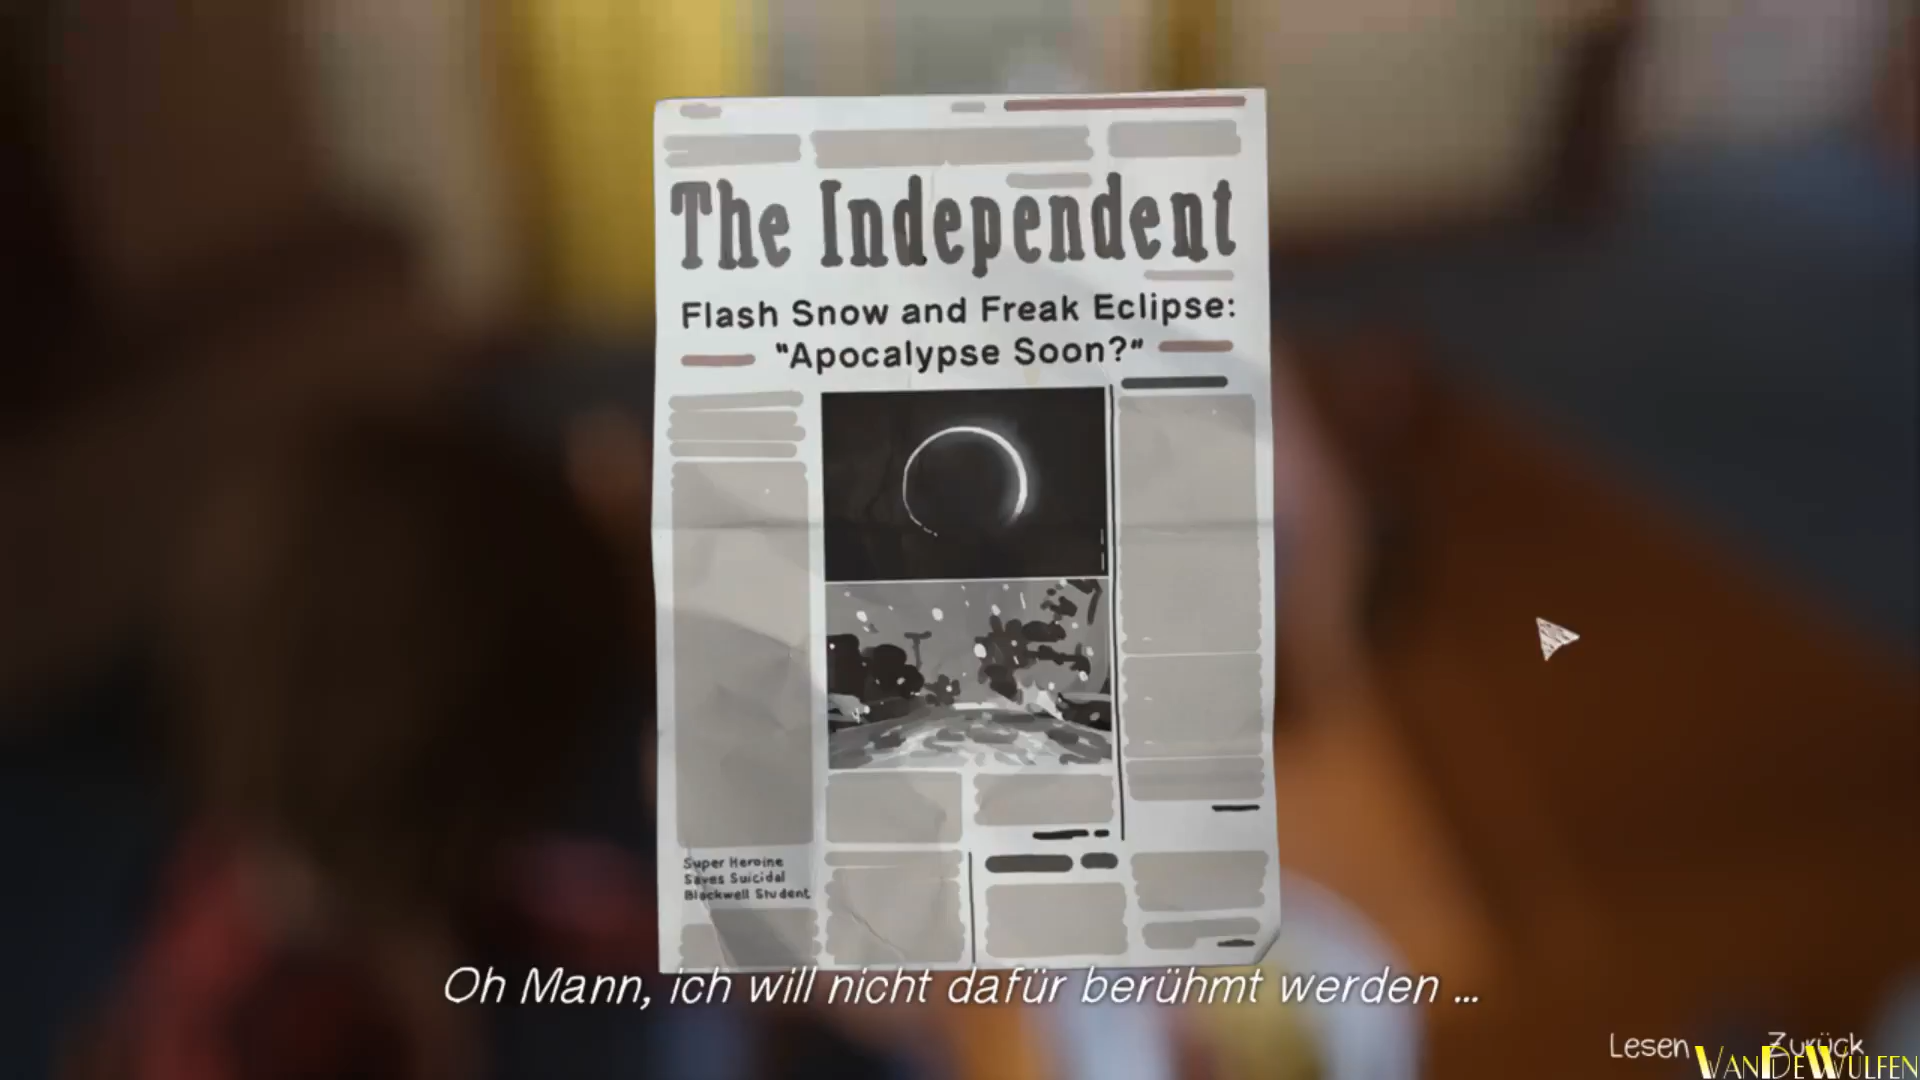 The Independent
Flash Snow and Freak Eclipse:
"Apocalypse Soon?"
Super Heroine
Saves Suicidal
Blackwell Student
Oh Mann, ich will nicht dafür berühmt werden ...
Lesen Zurück
VANDEWULFEN